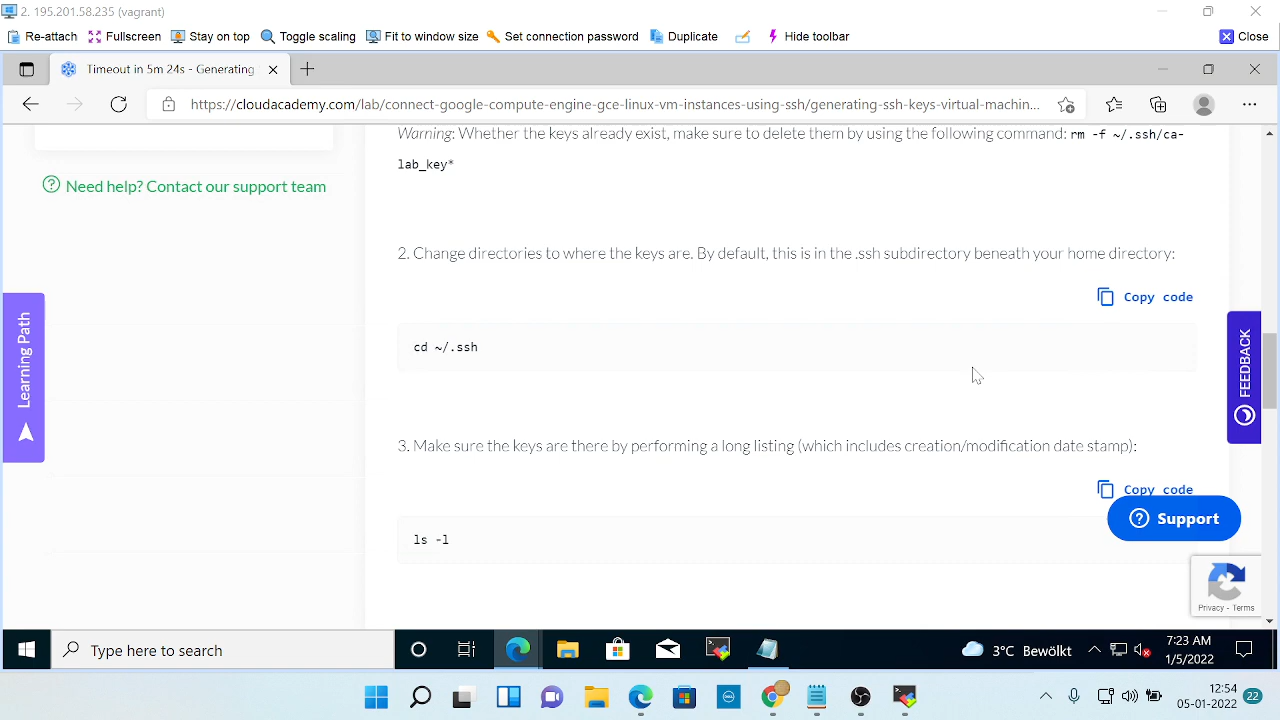 2. 195.201.58.235 (vagrant)
Re-attach Fullscreen Stay on top Toggle scaling Fit to window size Set connection password Duplicate Hide toolbar Close
Timeout in 5m 24s - Generating
https://cloudacademy.com/lab/connect-google-compute-engine-gce-linux-vm-instances-using-ssh/generating-ssh-keys-virtual-machin...
Warning: Whether the keys already exist, make sure to delete them by using the following command: rm -f ~/.ssh/ca-
lab_key*
Need help? Contact our support team
2. Change directories to where the keys are. By default, this is in the .ssh subdirectory beneath your home directory:
Copy code
cd ~/.ssh
Learning Path
FEEDBACK
3. Make sure the keys are there by performing a long listing (which includes creation/modification date stamp):
Copy code
Support
ls -l
Privacy - Terms
Type here to search
3°C Bewölkt
7:23 AM
1/5/2022
DELL
12:54
05-01-2022
22